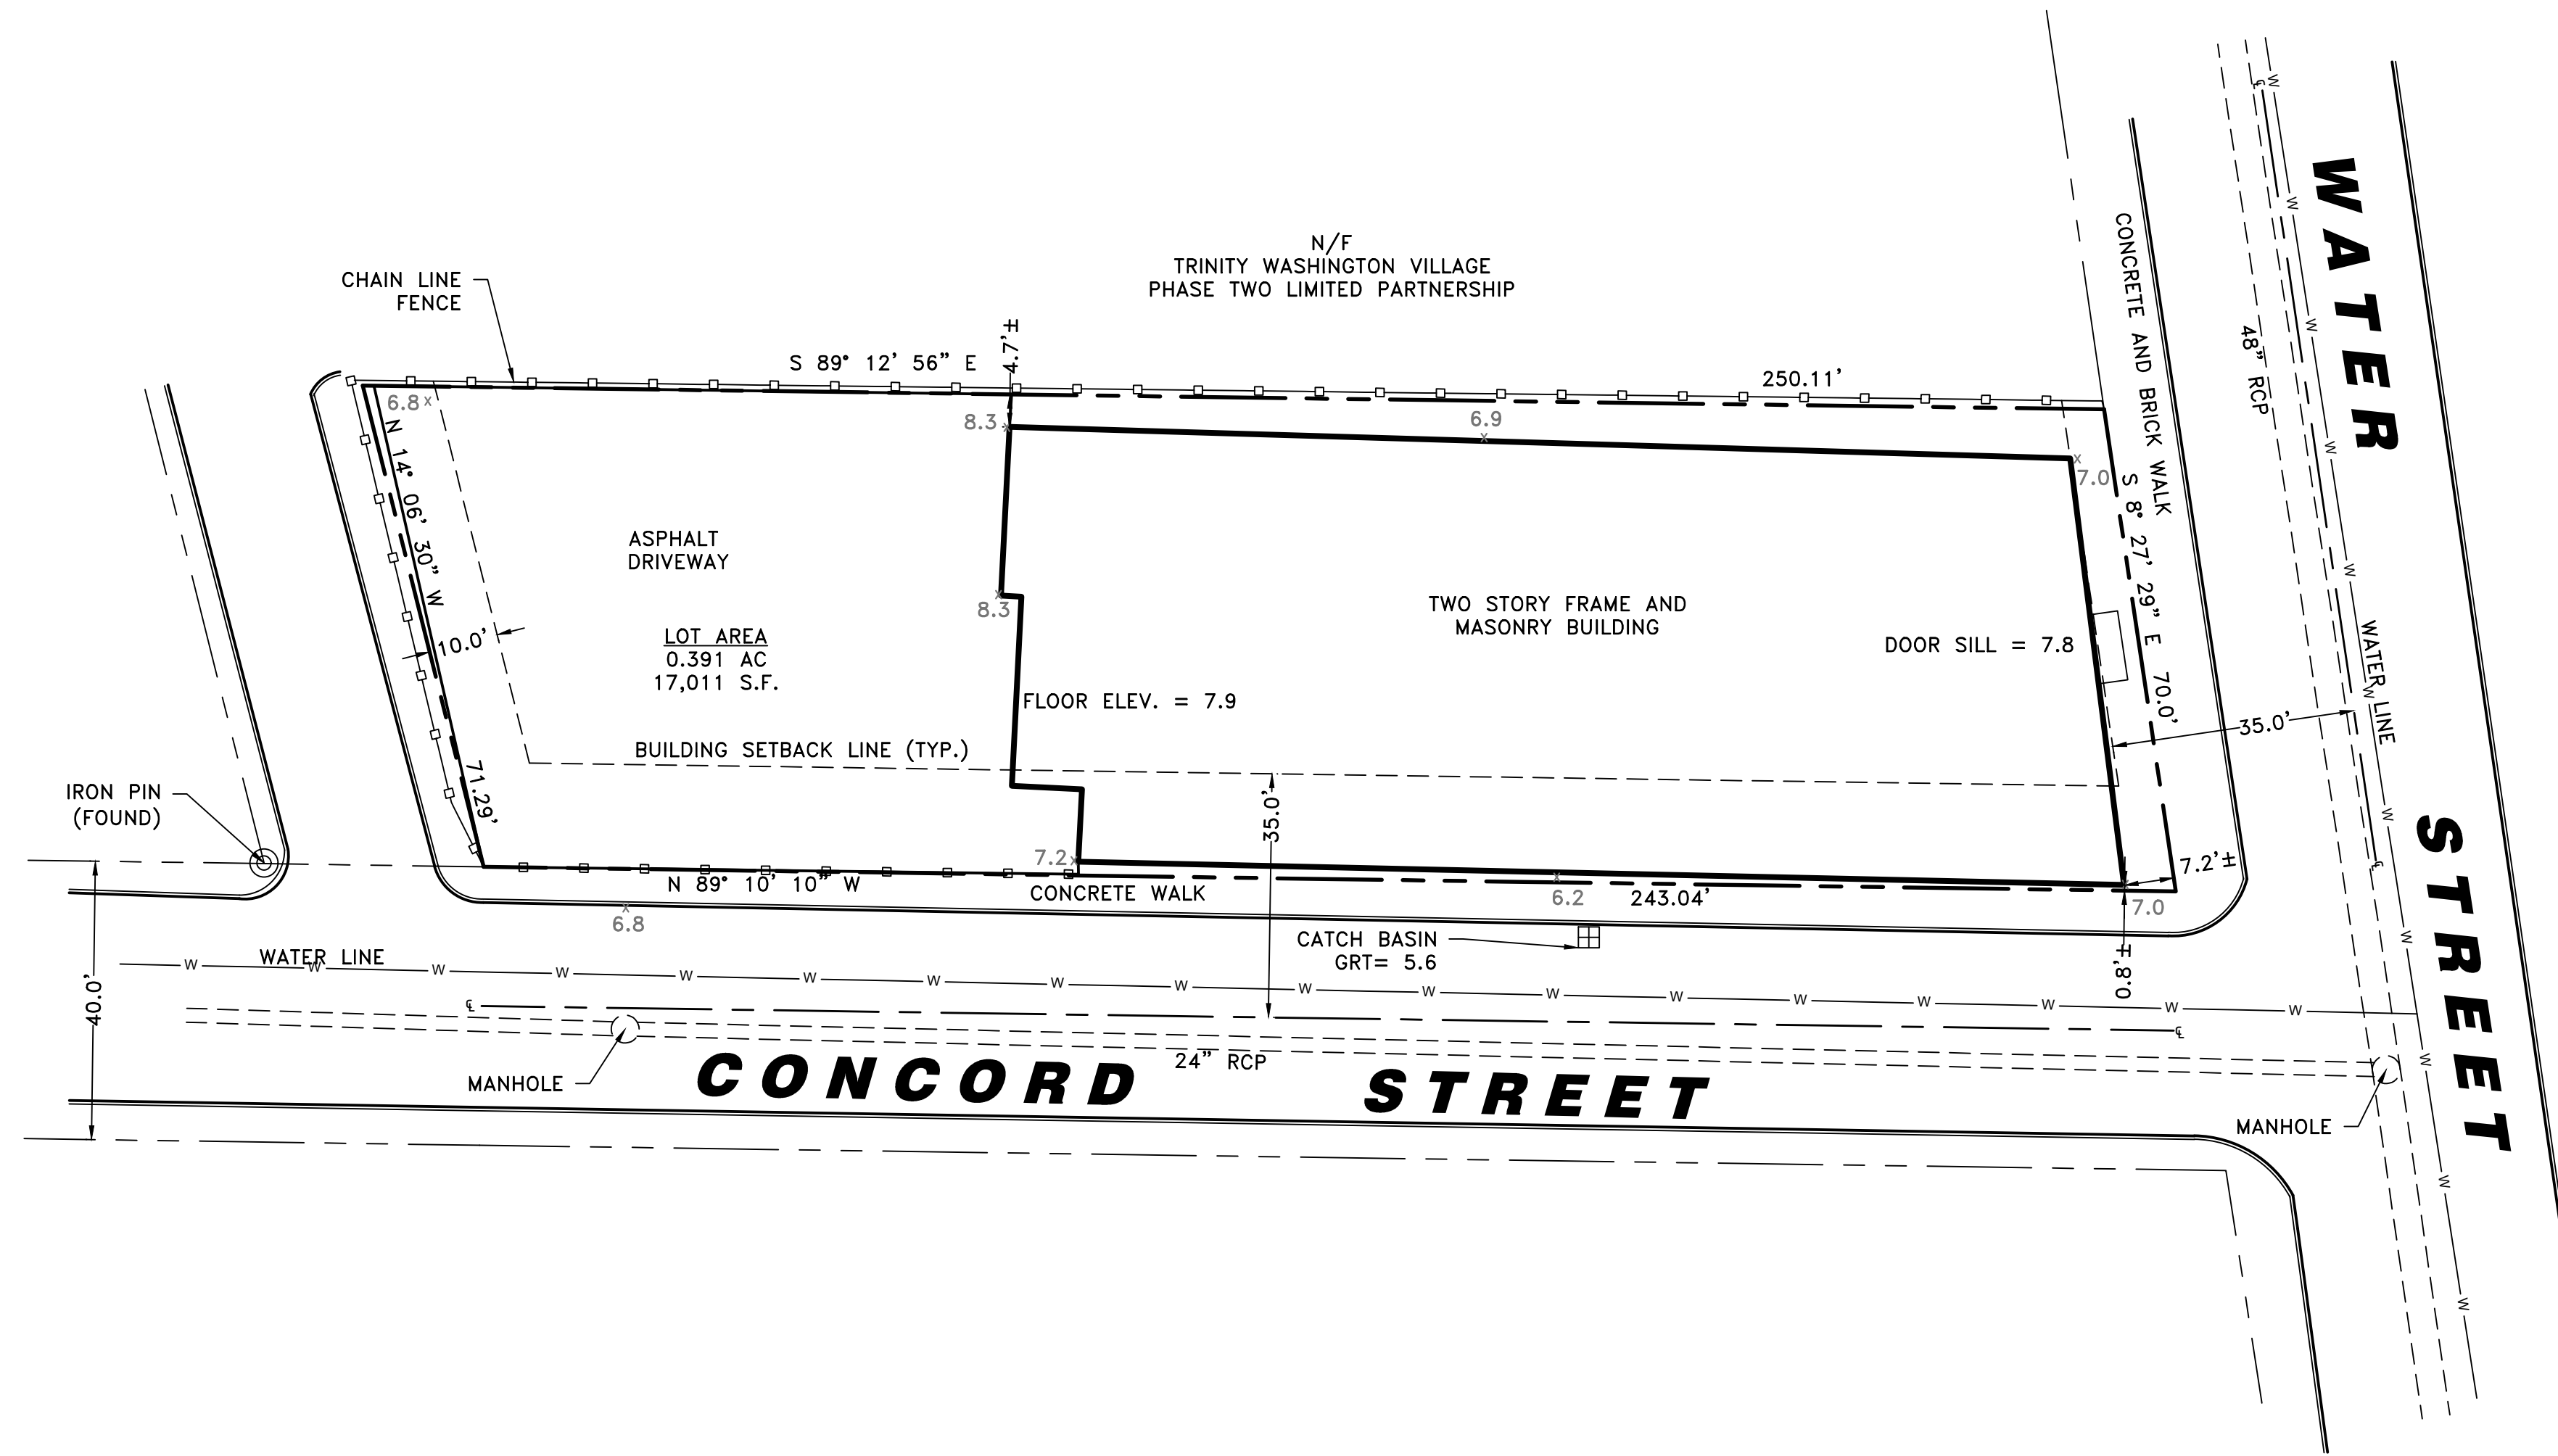 N/F
TRINITY WASHINGTON VILLAGE
PHASE TWO LIMITED PARTNERSHIP
CHAIN LINE
FENCE
S 89° 12' 56" E
4.7'±
250.11'
6.8
8.3
6.9
7.0
N 14° 06' 30" W
71.29'
10.0'
ASPHALT
DRIVEWAY
LOT AREA
0.391 AC
17,011 S.F.
8.3
TWO STORY FRAME AND
MASONRY BUILDING
DOOR SILL = 7.8
FLOOR ELEV. = 7.9
BUILDING SETBACK LINE (TYP.)
CONCRETE AND BRICK WALK
S 8° 27' 29" E 70.0'
48" RCP
WATER LINE
35.0'
WATER STREET
IRON PIN
(FOUND)
35.0'
7.2
7.2'±
N 89° 10' 10" W
CONCRETE WALK
6.2
243.04'
7.0
6.8
0.8'±
CATCH BASIN
GRT= 5.6
WATER LINE
W W W W W W W W W W W W W W W W W W
40.0'
24" RCP
MANHOLE
CONCORD STREET
MANHOLE
W W W W W W W W W W W